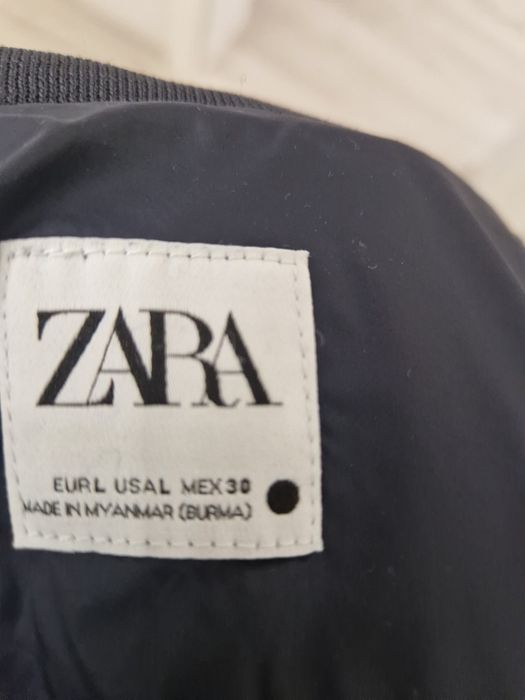 ZARA
EUR L USA L MEX 30
MADE IN MYANMAR (BURMA)